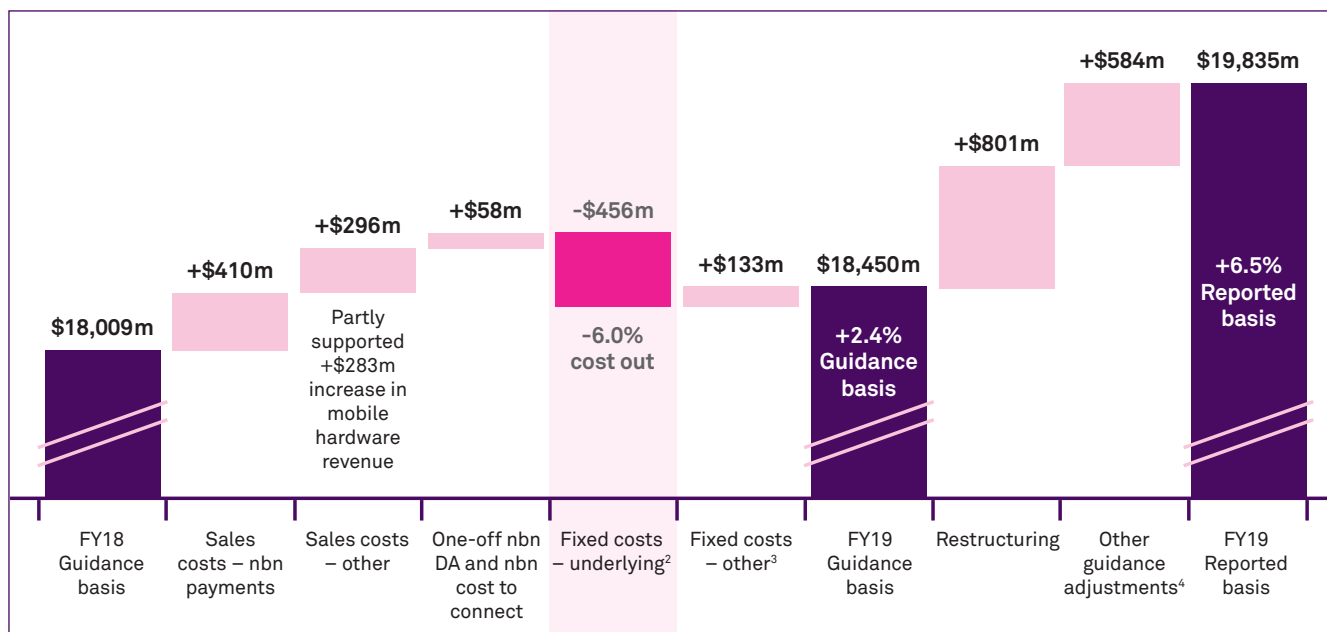 $18,009m
+$410m
+$296m
Partly
supported
+$283m
increase in
mobile
hardware
revenue
+$58m
-$456m
-6.0%
cost out
+$133m
$18,450m
+2.4%
Guidance
basis
+$801m
+$584m
$19,835m
+6.5%
Reported
basis
FY18
Guidance
basis
Sales
costs – nbn
payments
Sales costs
– other
One-off nbn
DA and nbn
cost to
connect
Fixed costs
– underlying²
Fixed costs
– other³
FY19
Guidance
basis
Restructuring
Other
guidance
adjustments⁴
FY19
Reported
basis